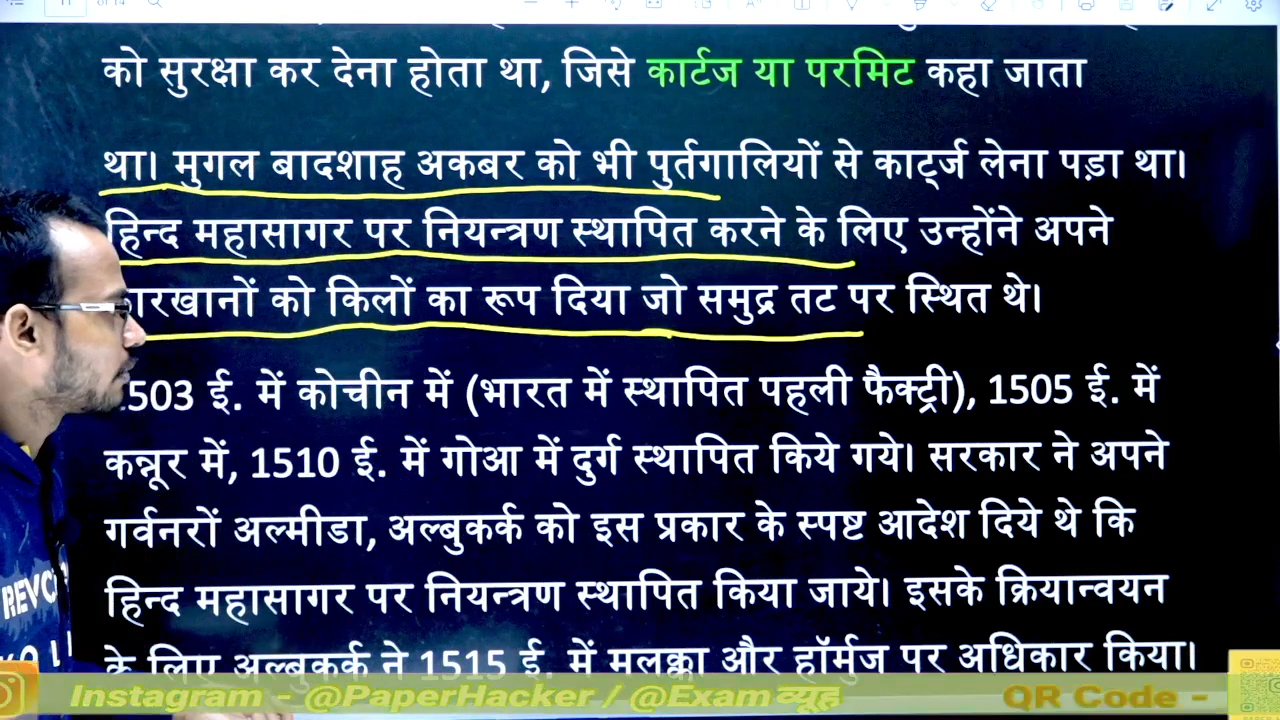 को सुरक्षा कर देना होता था, जिसे कार्टज या परमिट कहा जाता
था। मुगल बादशाह अकबर को भी पुर्तगालियों से कार्ट्ज लेना पड़ा था।
हिन्द महासागर पर नियन्त्रण स्थापित करने के लिए उन्होंने अपने
कारखानों को किलों का रूप दिया जो समुद्र तट पर स्थित थे।
1503 ई. में कोचीन में (भारत में स्थापित पहली फैक्ट्री), 1505 ई. में
कन्नूर में, 1510 ई. में गोआ में दुर्ग स्थापित किये गये। सरकार ने अपने
गर्वनरों अल्मीडा, अल्बुकर्क को इस प्रकार के स्पष्ट आदेश दिये थे कि
हिन्द महासागर पर नियन्त्रण स्थापित किया जाये। इसके क्रियान्वयन
के लिए अल्बुकर्क ने 1515 ई. में मलक्का और हॉर्मुज पर अधिकार किया।
Instagram - @PaperHacker / @Examव्यूह QR Code -